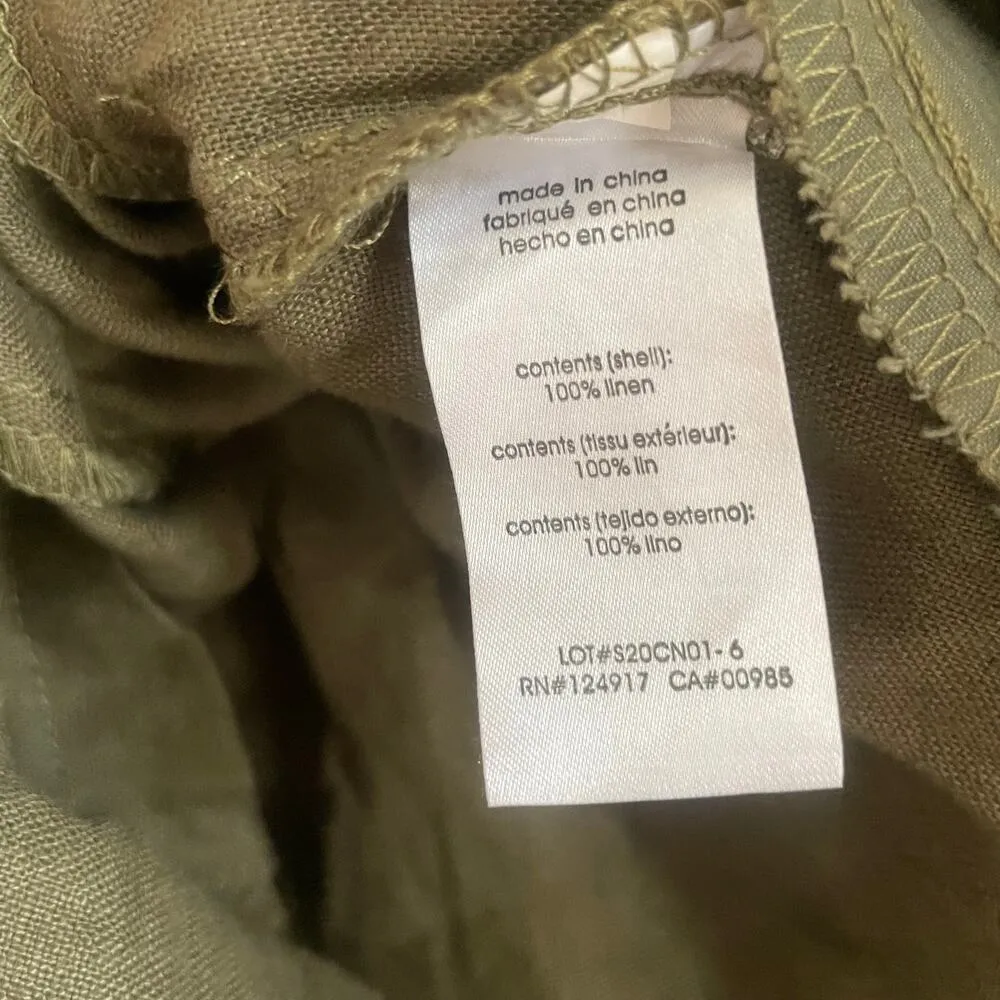 made in china
fabriqué en china
hecho en china
contents (shell):
100% linen
contents (tissu extérieur):
100% lin
contents (tejido externo):
100% lino
LOT#S20CN01- 6
RN#124917 CA#00985